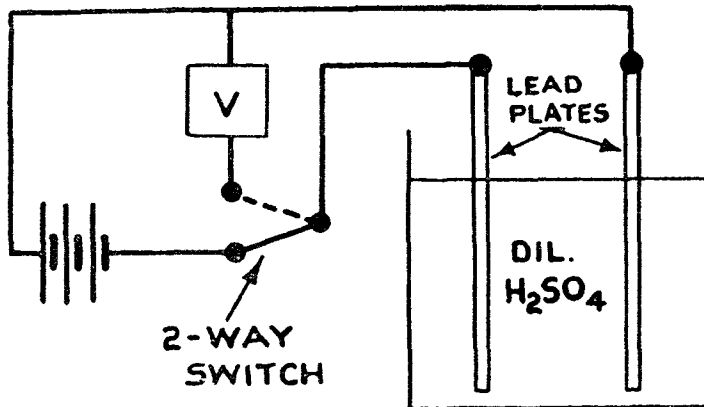 V
LEAD
PLATES
DIL.
H₂SO₄
2-WAY
SWITCH